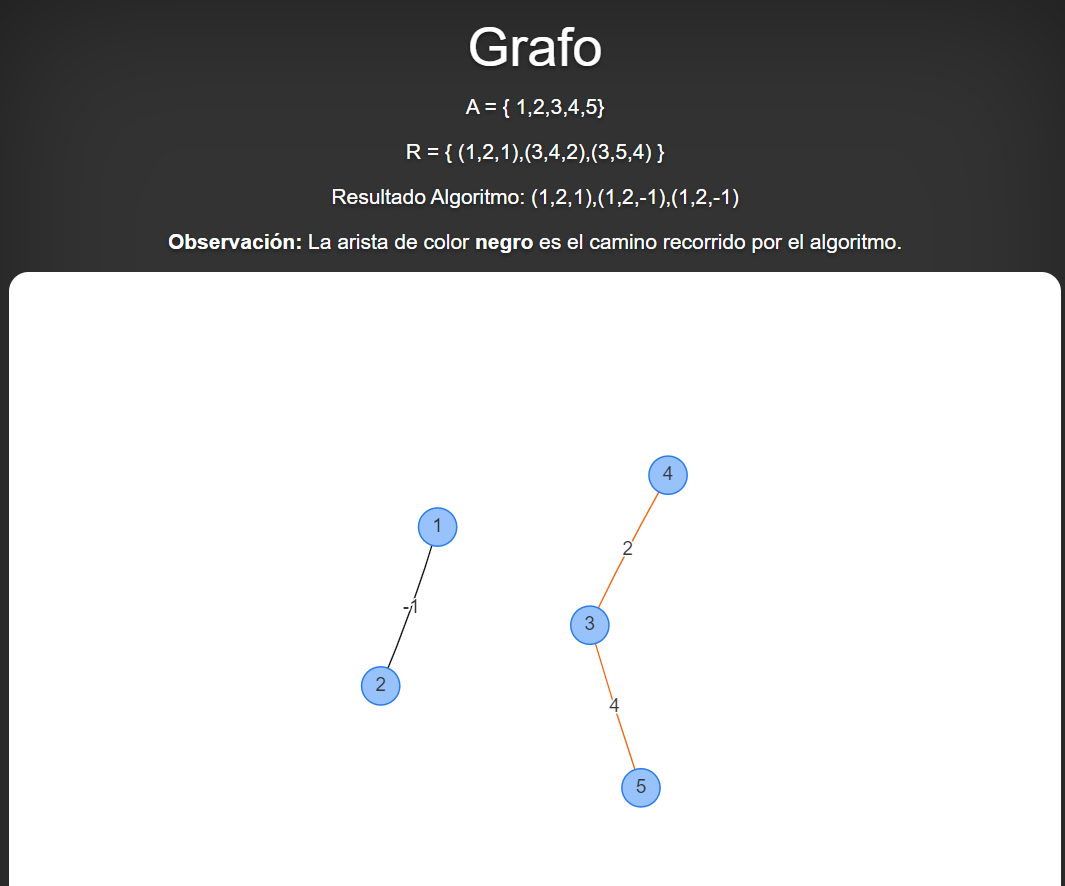 Grafo
A = { 1,2,3,4,5}
R = { (1,2,1),(3,4,2),(3,5,4) }
Resultado Algoritmo: (1,2,1),(1,2,-1),(1,2,-1)
Observación: La arista de color negro es el camino recorrido por el algoritmo.
4
1
2
-1
3
2
4
5